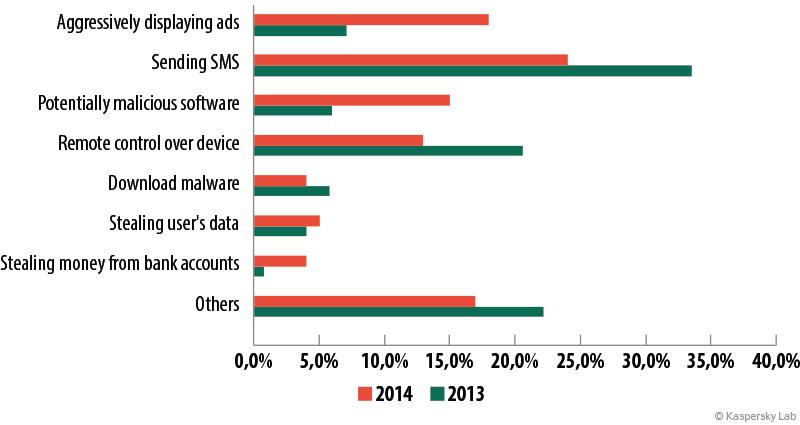 Aggressively displaying ads
Sending SMS
Potentially malicious software
Remote control over device
Download malware
Stealing user's data
Stealing money from bank accounts
Others
0,0% 5,0% 10,0% 15,0% 20,0% 25,0% 30,0% 35,0% 40,0%
2014 2013
© Kaspersky Lab